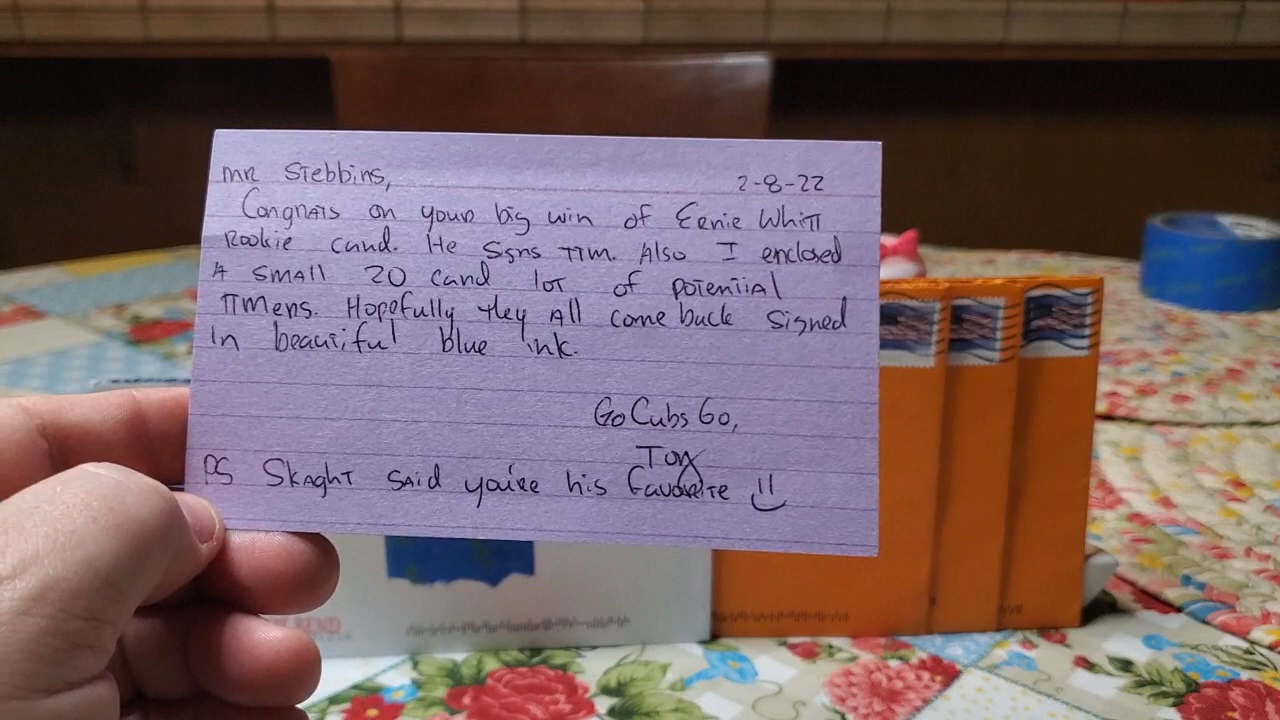 Mr Stebbins,
2-8-22
Congrats on your big win of Eenie Whitt
Rookie card. He signs TTM. Also I enclosed
A small 20 card lot of potential
TTMers. Hopefully they All come back signed
in beautiful blue ink.
Go Cubs Go,
Tony
PS Skaght said you're his favorite